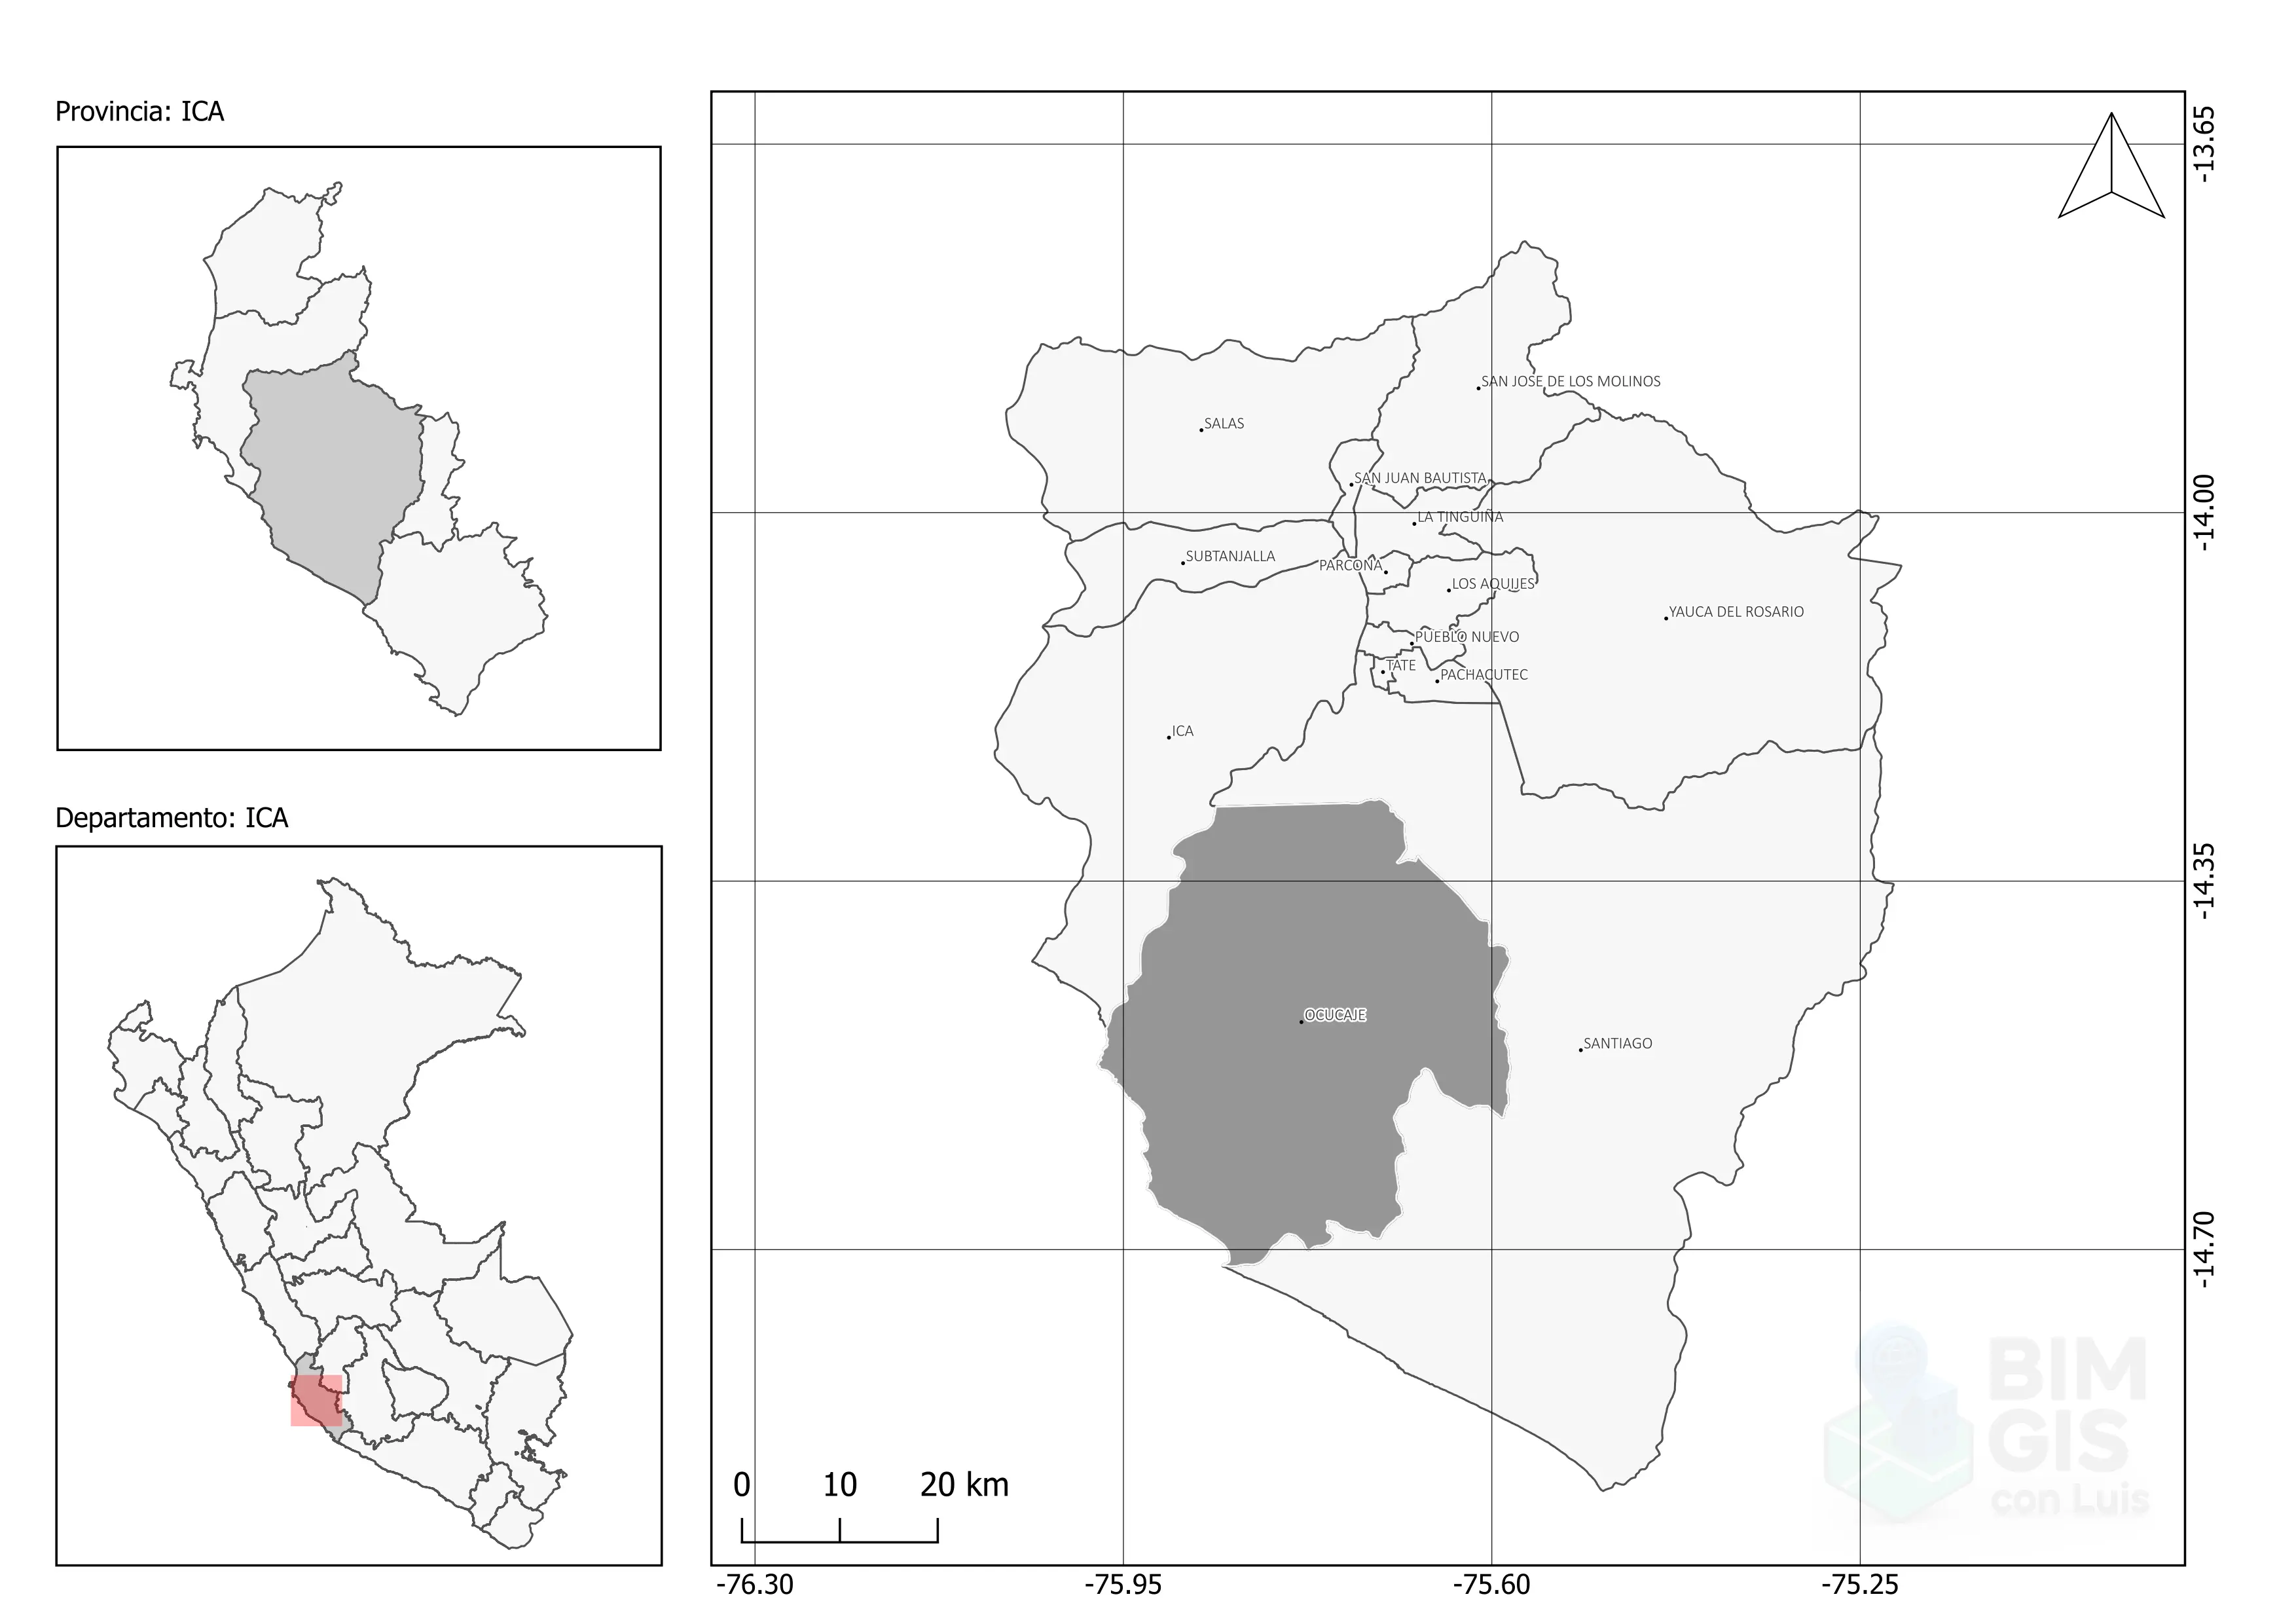 Provincia: ICA
Departamento: ICA
SAN JOSE DE LOS MOLINOS
SALAS
SAN JUAN BAUTISTA
LA TINGUIÑA
SUBTANJALLA
PARCONA
LOS AQUIJES
YAUCA DEL ROSARIO
PUEBLO NUEVO
TATE
PACHACUTEC
ICA
OCUCAJE
SANTIAGO
-13.65
-14.00
-14.35
-14.70
BIM
GIS
con Luis
0 10 20 km
-76.30 -75.95 -75.60 -75.25